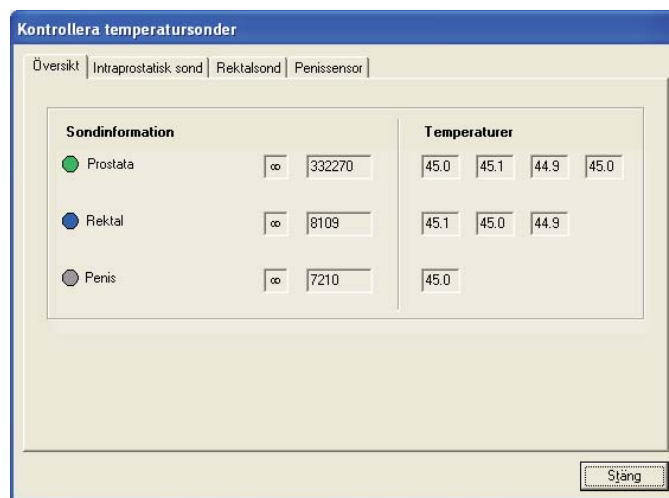 Kontrollera temperatursonder
Översikt Intraprostatisk sond Rektalsond Penissensor
Sondinformation Temperaturer
Prostata ∞ 332270 45.0 45.1 44.9 45.0
Rektal ∞ 8109 45.1 45.0 44.9
Penis ∞ 7210 45.0
Stäng